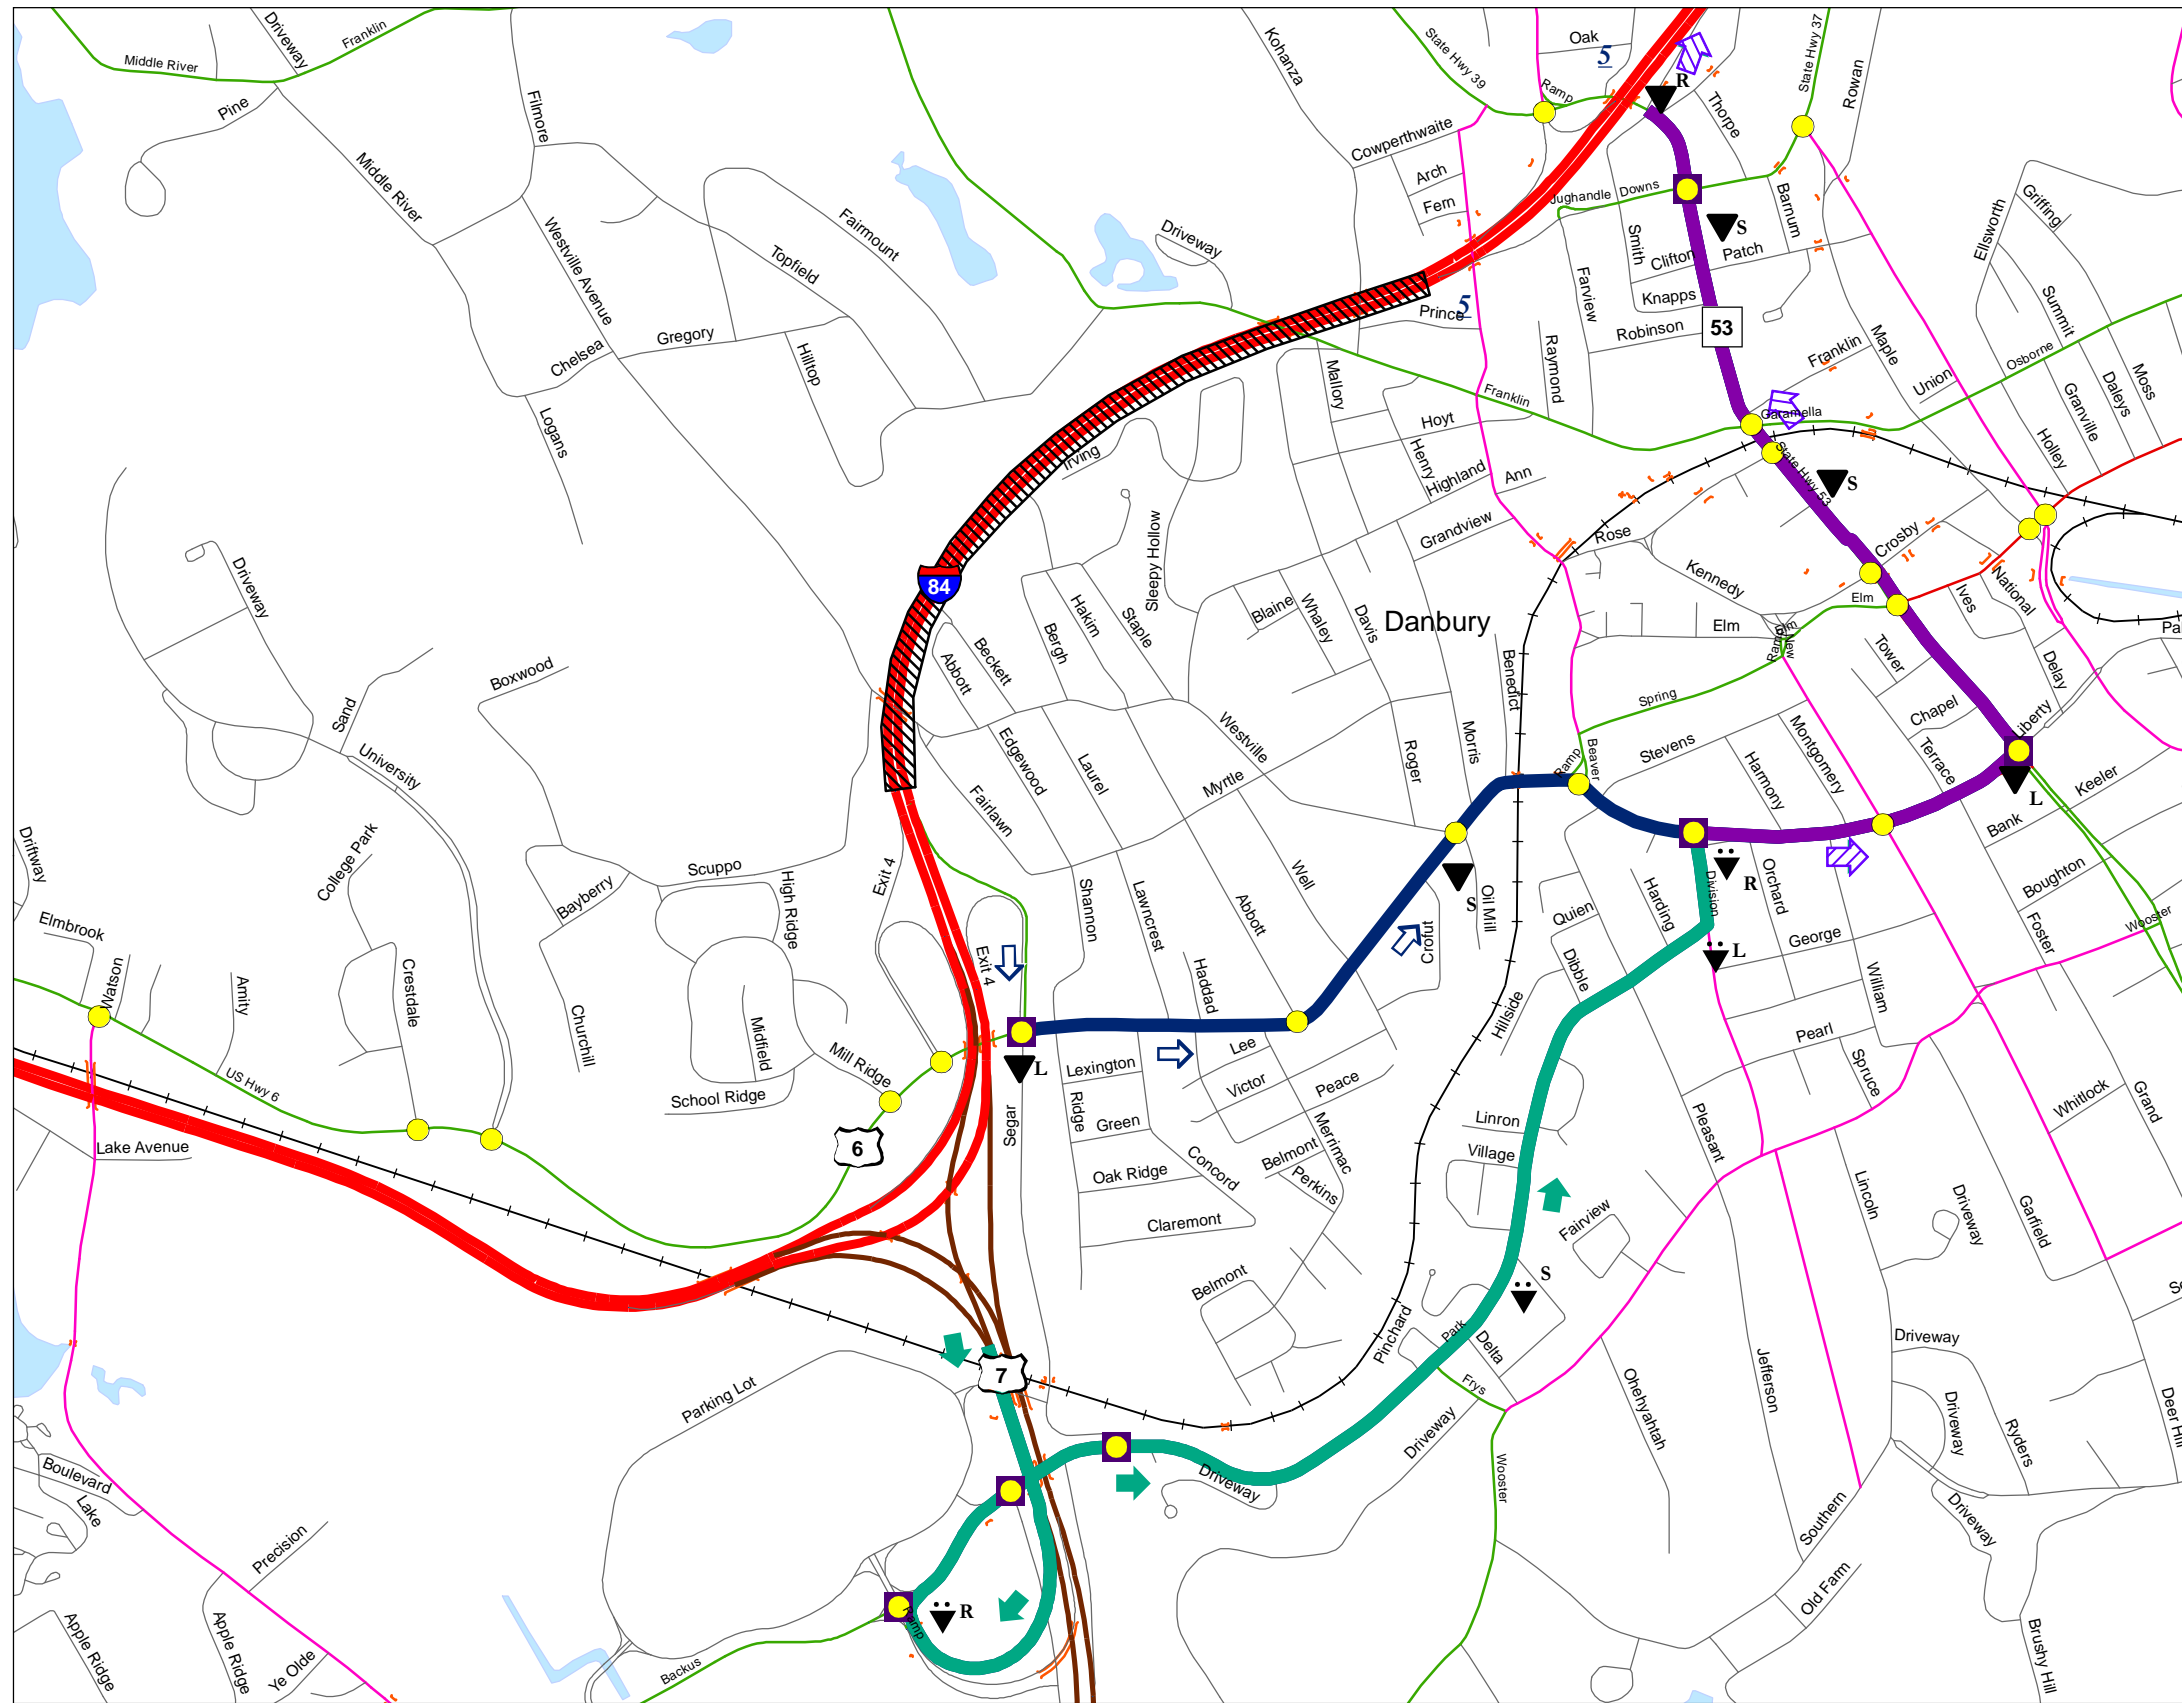 Driveway
Franklin
Middle River
Pine
Filmore
Middle River
Kohanza
State Hwy 39
Oak
5
Ramp
R
State Hwy 37
Rowan
Thorpe
Cowperthwaite
Arch
Fern
Jughandle
Downs
Barnum
Smith
S
Clifton
Patch
Knapps
Farview
Robinson
53
Ellsworth
Griffing
Driveway
Fairmount
Topfield
Westville Avenue
Gregory
Chelsea
Hilltop
Logans
Prince
5
Raymond
Mallory
Franklin
Hoyt
Henry
Highland
Ann
Grandview
Irving
Franklin
Maple
Union
Osborne
Summit
Granville
Daleys
Moss
Holley
State Hwy 53
S
Crosby
Rose
Kennedy
Elm
Elm
Elm
Ramp
New
National
Ives
Tower
Delay
Pa
Chapel
Liberty
Terrace
Keeler
L
Bank
Boughton
Wooster
Foster
84
Driveway
Boxwood
Sand
University
College Park
Driftway
Elmbrook
Watson
Amity
Crestdale
Scuppo
Bayberry
High Ridge
Churchill
Midfield
School Ridge
Mill Ridge
Exit 4
Exit 4
Abbott
Beckett
Bergh
Hakim
Staple
Sleepy Hollow
Blaine
Whaley
Davis
Danbury
Benedict
Morris
Roger
Westville
Edgewood
Laurel
Fairlawn
Myrtle
Well
Shannon
Lawncrest
Abbott
Haddad
Spring
Ramp
Beaver
Stevens
Harmony
Montgomery
Orchard
R
Division
Harding
L
George
William
Quien
Dibble
Oil Mill
Crofut
S
Hillside
Pearl
Spruce
Whitlock
Grand
L
Lexington
Ridge
Green
Oak Ridge
Claremont
Segar
Lee
Victor
Peace
Merrimac
Belmont
Perkins
Concord
Belmont
Linron
Village
Fairview
S
Park
Delta
Frys
Pinchard
Pleasant
Lincoln
Driveway
Garfield
Driveway
Driveway
Ryders
Deer Hill
Jefferson
Ohehyahtah
Driveway
Wooster
Southern
Driveway
Old Farm
Brushy Hill
US Hwy 6
6
Lake Avenue
7
Parking Lot
Driveway
R
Ramp
Backus
Boulevard
Lake
Precision
Apple Ridge
Apple Ridge
Ye Olde